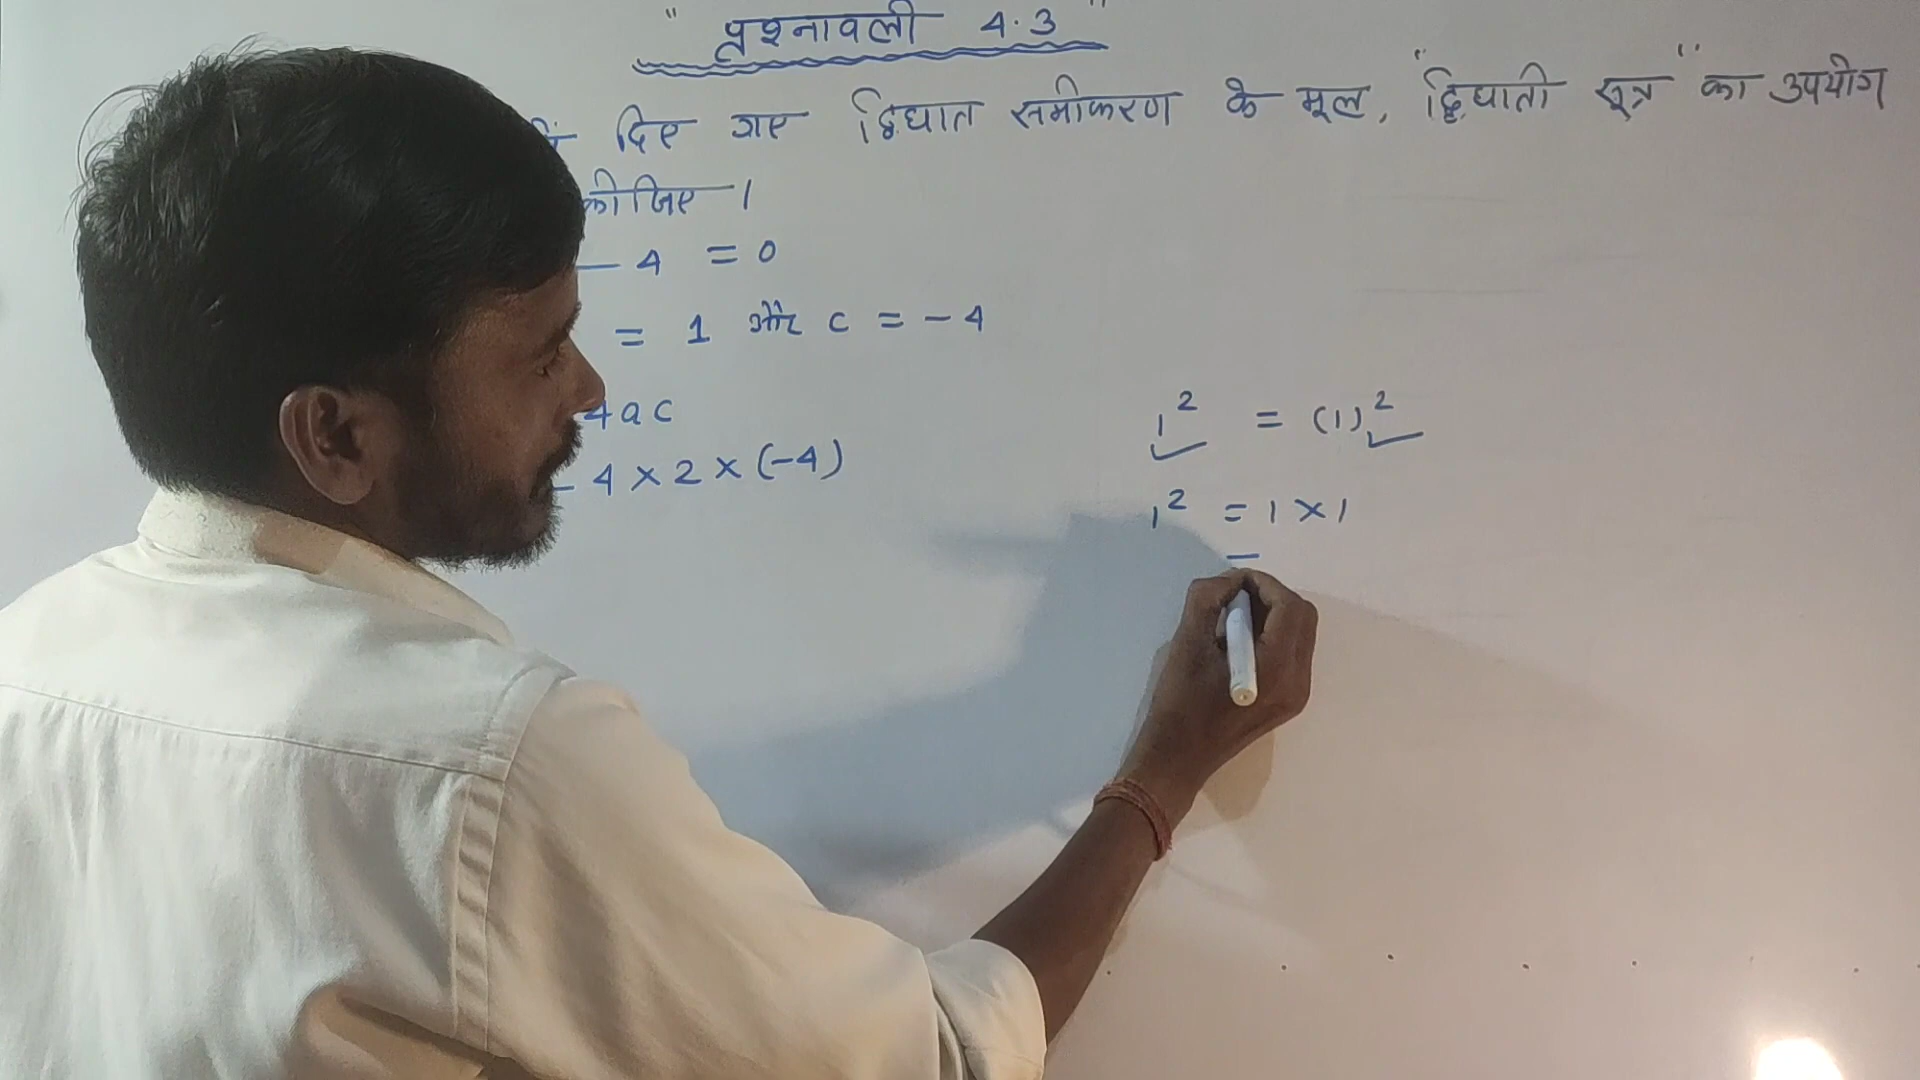 " प्रश्नावली 4.3 "
दिए गए द्विघात समीकरण के मूल, "द्विघाती सूत्र" का उपयोग
कीजिए ।
- 4 = 0
= 1 और c = - 4
4ac
- 4 × 2 × (-4)
1² = (1)²
1² = 1 × 1